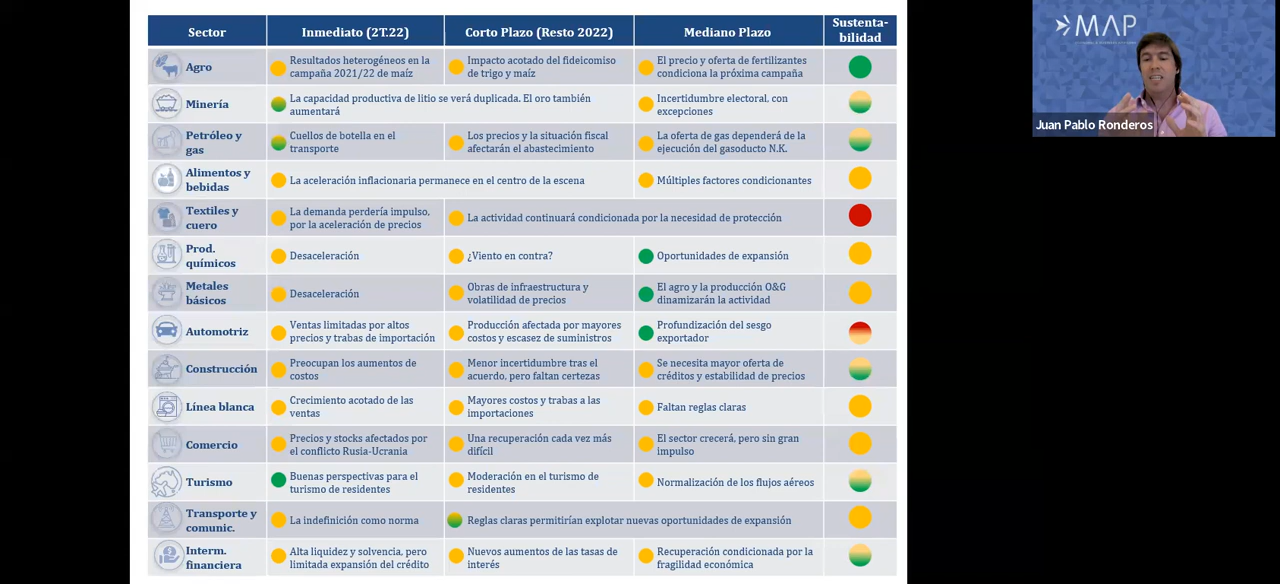 Sector Inmediato (2T.22) Corto Plazo (Resto 2022) Mediano Plazo Sustenta-
bilidad
Agro
Resultados heterogéneos en la
campaña 2021/22 de maíz
Impacto acotado del fideicomiso
de trigo y maíz
El precio y oferta de fertilizantes
condiciona la próxima campaña
Minería
La capacidad productiva de litio se verá duplicada. El oro también
aumentará
Incertidumbre electoral, con
excepciones
Petróleo y
gas
Cuellos de botella en el
transporte
Los precios y la situación fiscal
afectarán el abastecimiento
La oferta de gas dependerá de la
ejecución del gasoducto N.K.
Alimentos y
bebidas
La aceleración inflacionaria permanece en el centro de la escena
Múltiples factores condicionantes
Textiles y
cuero
La demanda perdería impulso,
por la aceleración de precios
La actividad continuará condicionada por la necesidad de protección
Prod.
químicos
Desaceleración
¿Viento en contra?
Oportunidades de expansión
Metales
básicos
Desaceleración
Obras de infraestructura y
volatilidad de precios
El agro y la producción O&G
dinamizarán la actividad
Automotriz
Ventas limitadas por altos
precios y trabas de importación
Producción afectada por mayores
costos y escasez de suministros
Profundización del sesgo
exportador
Construcción
Preocupan los aumentos de
costos
Menor incertidumbre tras el
acuerdo, pero faltan certezas
Se necesita mayor oferta de
créditos y estabilidad de precios
Línea blanca
Crecimiento acotado de las
ventas
Mayores costos y trabas a las
importaciones
Faltan reglas claras
Comercio
Precios y stocks afectados por
el conflicto Rusia-Ucrania
Una recuperación cada vez más
difícil
El sector crecerá, pero sin gran
impulso
Turismo
Buenas perspectivas para el
turismo de residentes
Moderación en el turismo de
residentes
Normalización de los flujos aéreos
Transporte y
comunic.
La indefinición como norma
Reglas claras permitirían explotar nuevas oportunidades de expansión
Interm.
financiera
Alta liquidez y solvencia, pero
limitada expansión del crédito
Nuevos aumentos de las tasas de
interés
Recuperación condicionada por la
fragilidad económica
MAP
Juan Pablo Ronderos